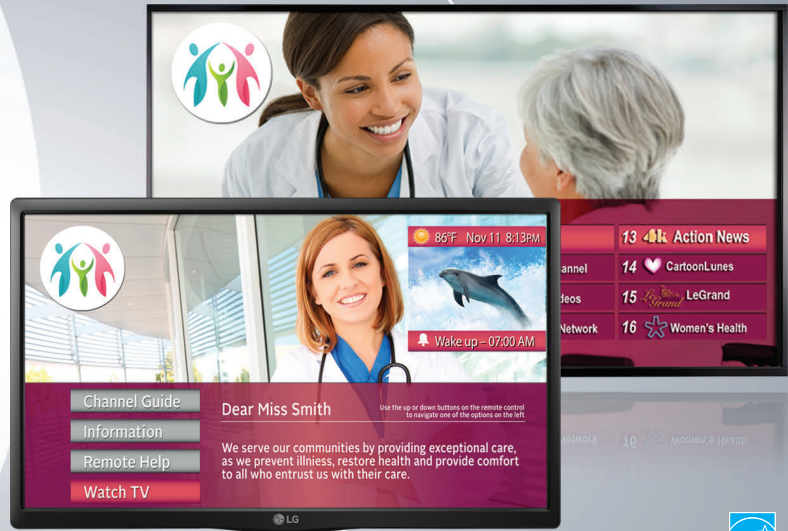 13 4k Action News
annel
14 CartoonLunes
deos
15 LeGrand LeGrand
Network
16 Women's Health
86°F Nov 11 8:13PM
Wake up – 07:00 AM
Channel Guide
Information
Remote Help
Watch TV
Dear Miss Smith
Use the up or down buttons on the remote control
to navigate one of the options on the left
We serve our communities by providing exceptional care,
as we prevent illniess, restore health and provide comfort
to all who entrust us with their care.
LG